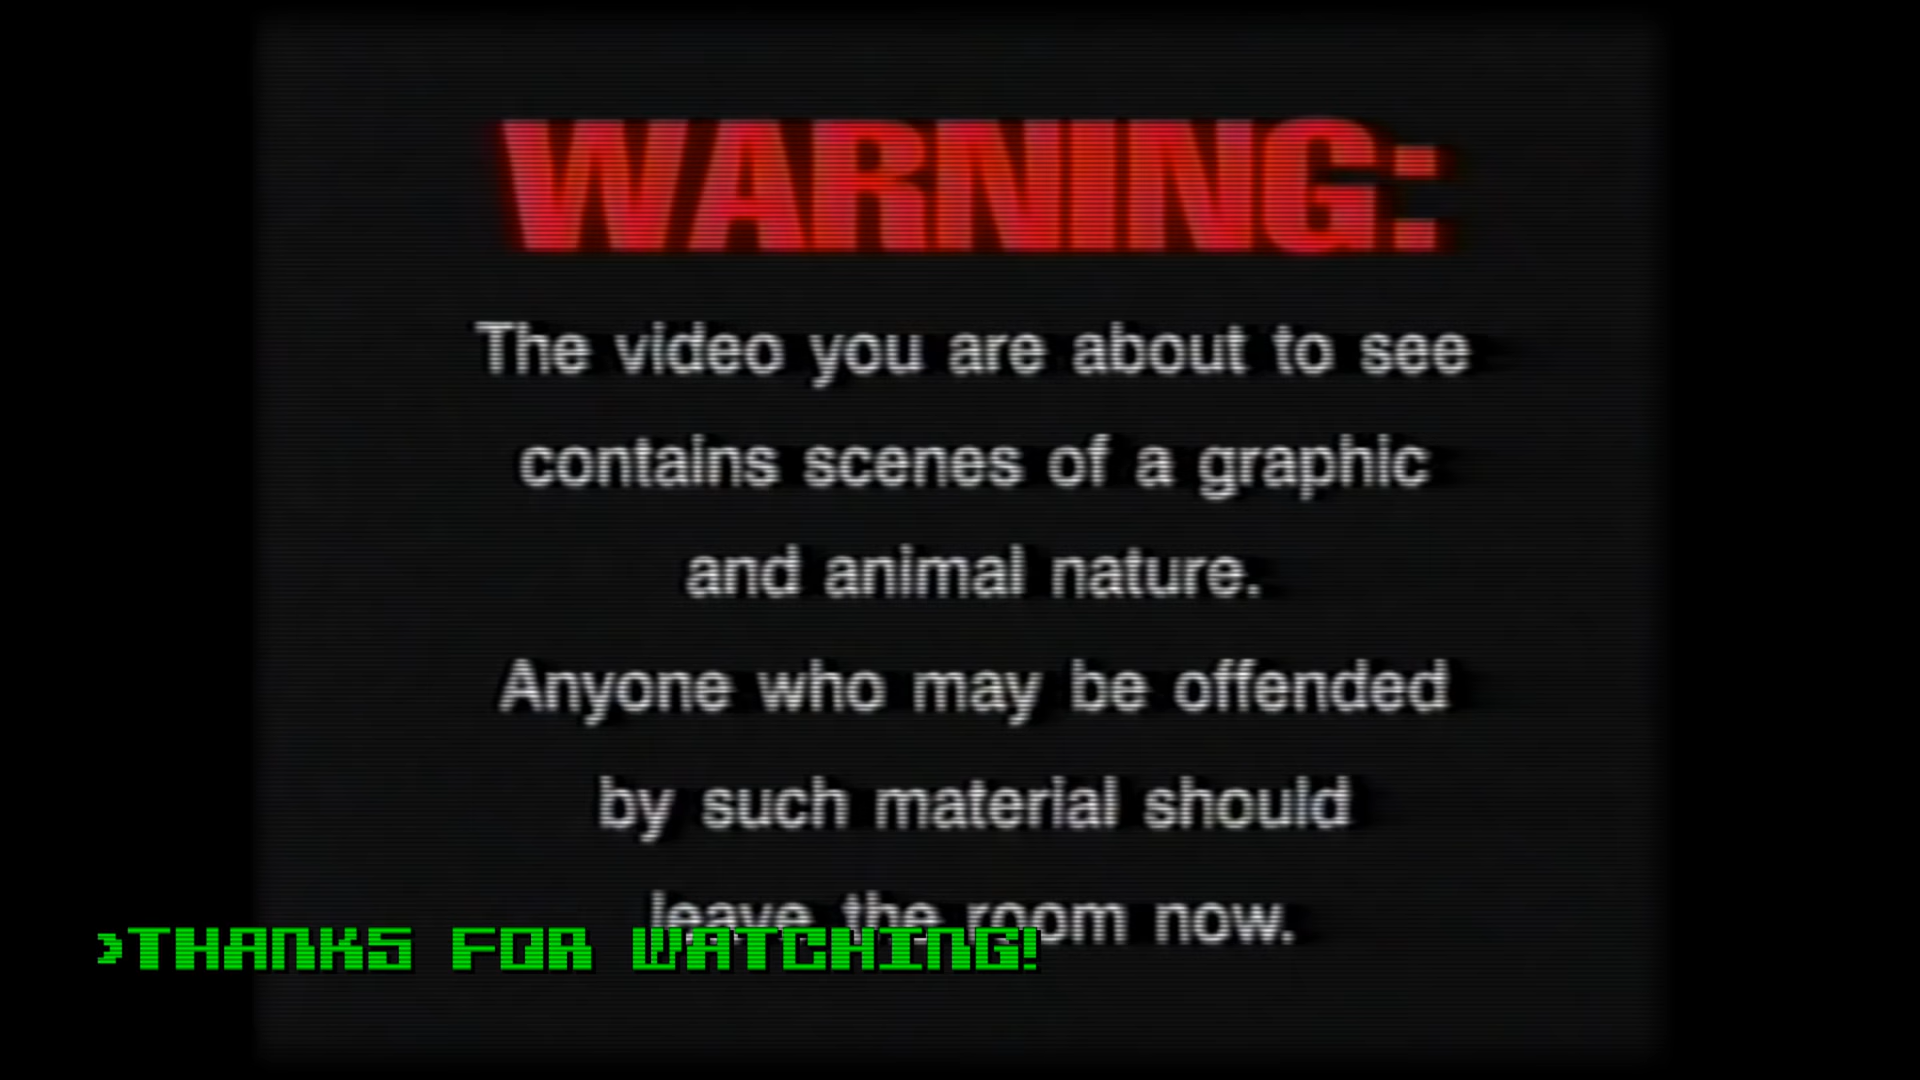 WARNING:
The video you are about to see
contains scenes of a graphic
and animal nature.
Anyone who may be offended
by such material should
leave the room now.
>THANKS FOR WATCHING!